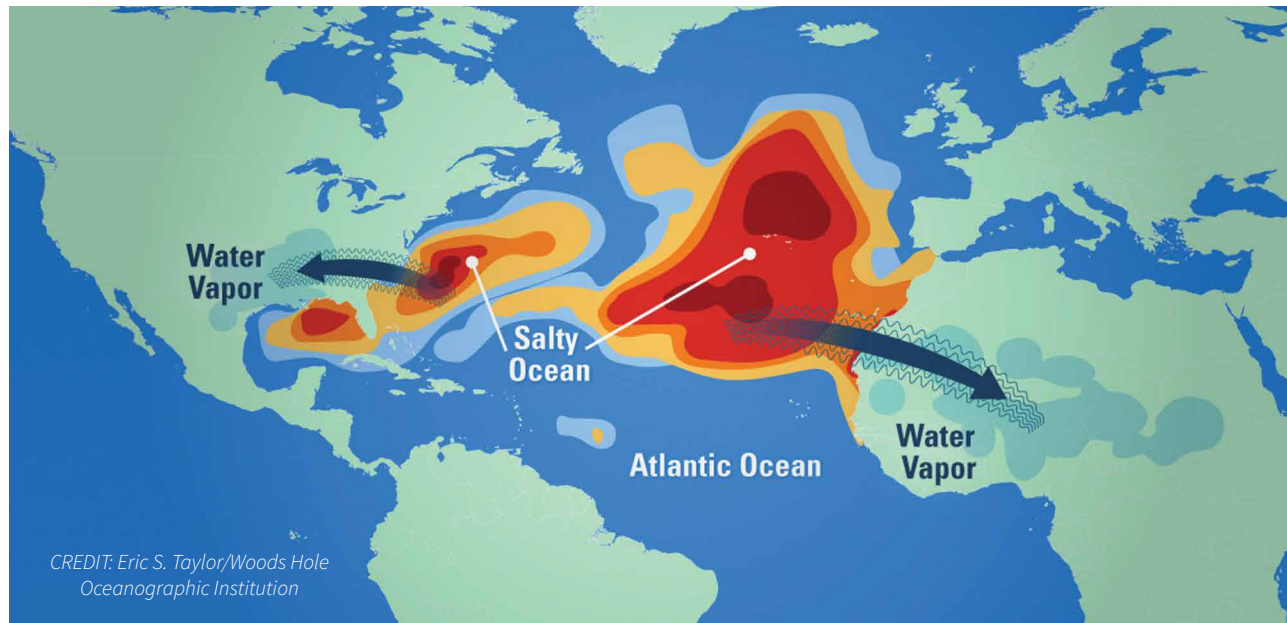 Water
Vapor
Salty
Ocean
Atlantic Ocean
Water
Vapor
CREDIT: Eric S. Taylor/Woods Hole
Oceanographic Institution